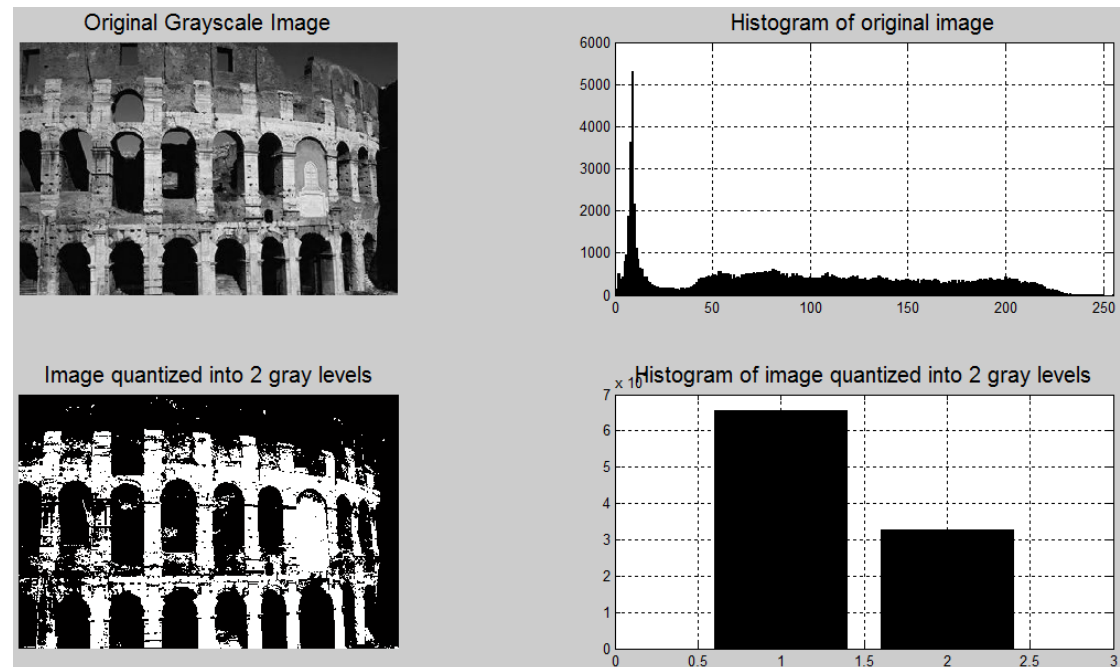 Original Grayscale Image
Histogram of original image
6000
5000
4000
3000
2000
1000
0
0 50 100 150 200 250
Image quantized into 2 gray levels
Histogram of image quantized into 2 gray levels
x 10
7
6
5
4
3
2
1
0
0 0.5 1 1.5 2 2.5 3